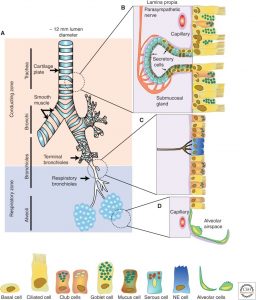 A
~ 12 mm lumen
diameter
Conducting zone
Respiratory zone
Trachea
Bronchi
Bronchioles
Alveoli
Cartilage
plate
Smooth
muscle
Terminal
bronchioles
Respiratory
bronchioles
B
Lamina propia
Parasympathetic
nerve
Capillary
Secretory
cells
Submucosal
gland
C
D
Capillary
Alveolar
airspace
Basal cell
Ciliated cell
Club cells
Goblet cell
Mucus cell
Serous cell
NE cell
Alveolar cells